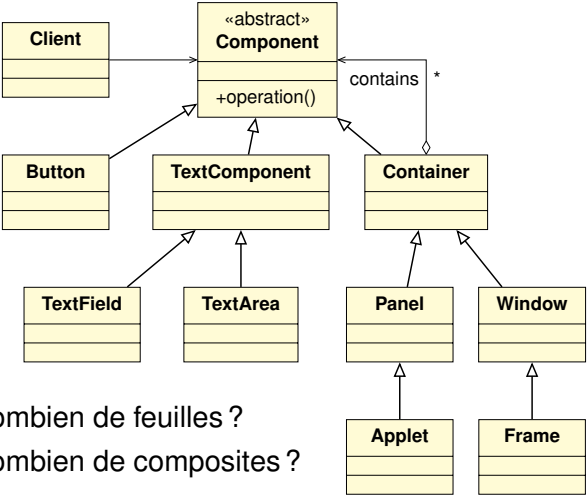 «abstract»
Client
Component
contains
*
+operation()
Button
TextComponent
Container
TextField
TextArea
Panel
Window
ombien de feuilles ?
Applet
Frame
ombien de composites ?